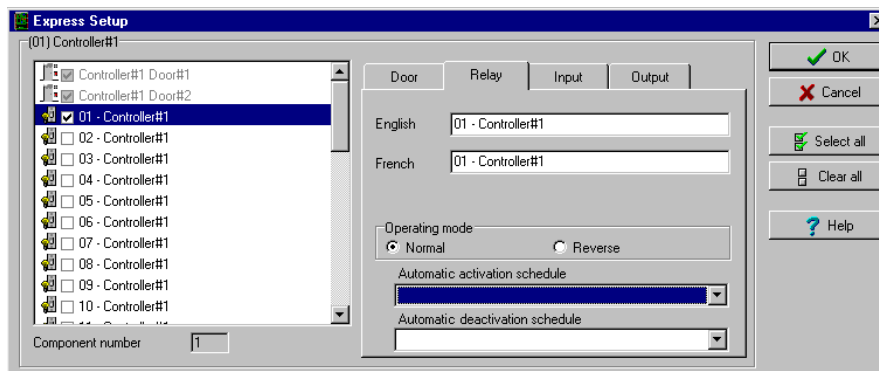 Express Setup
(01) Controller#1
Controller#1 Door#1
Controller#1 Door#2
01 - Controller#1
02 - Controller#1
03 - Controller#1
04 - Controller#1
05 - Controller#1
06 - Controller#1
07 - Controller#1
08 - Controller#1
09 - Controller#1
10 - Controller#1
Component number 1
Door Relay Input Output
English 01 - Controller#1
French 01 - Controller#1
Operating mode
Normal Reverse
Automatic activation schedule
Automatic deactivation schedule
OK
Cancel
Select all
Clear all
Help